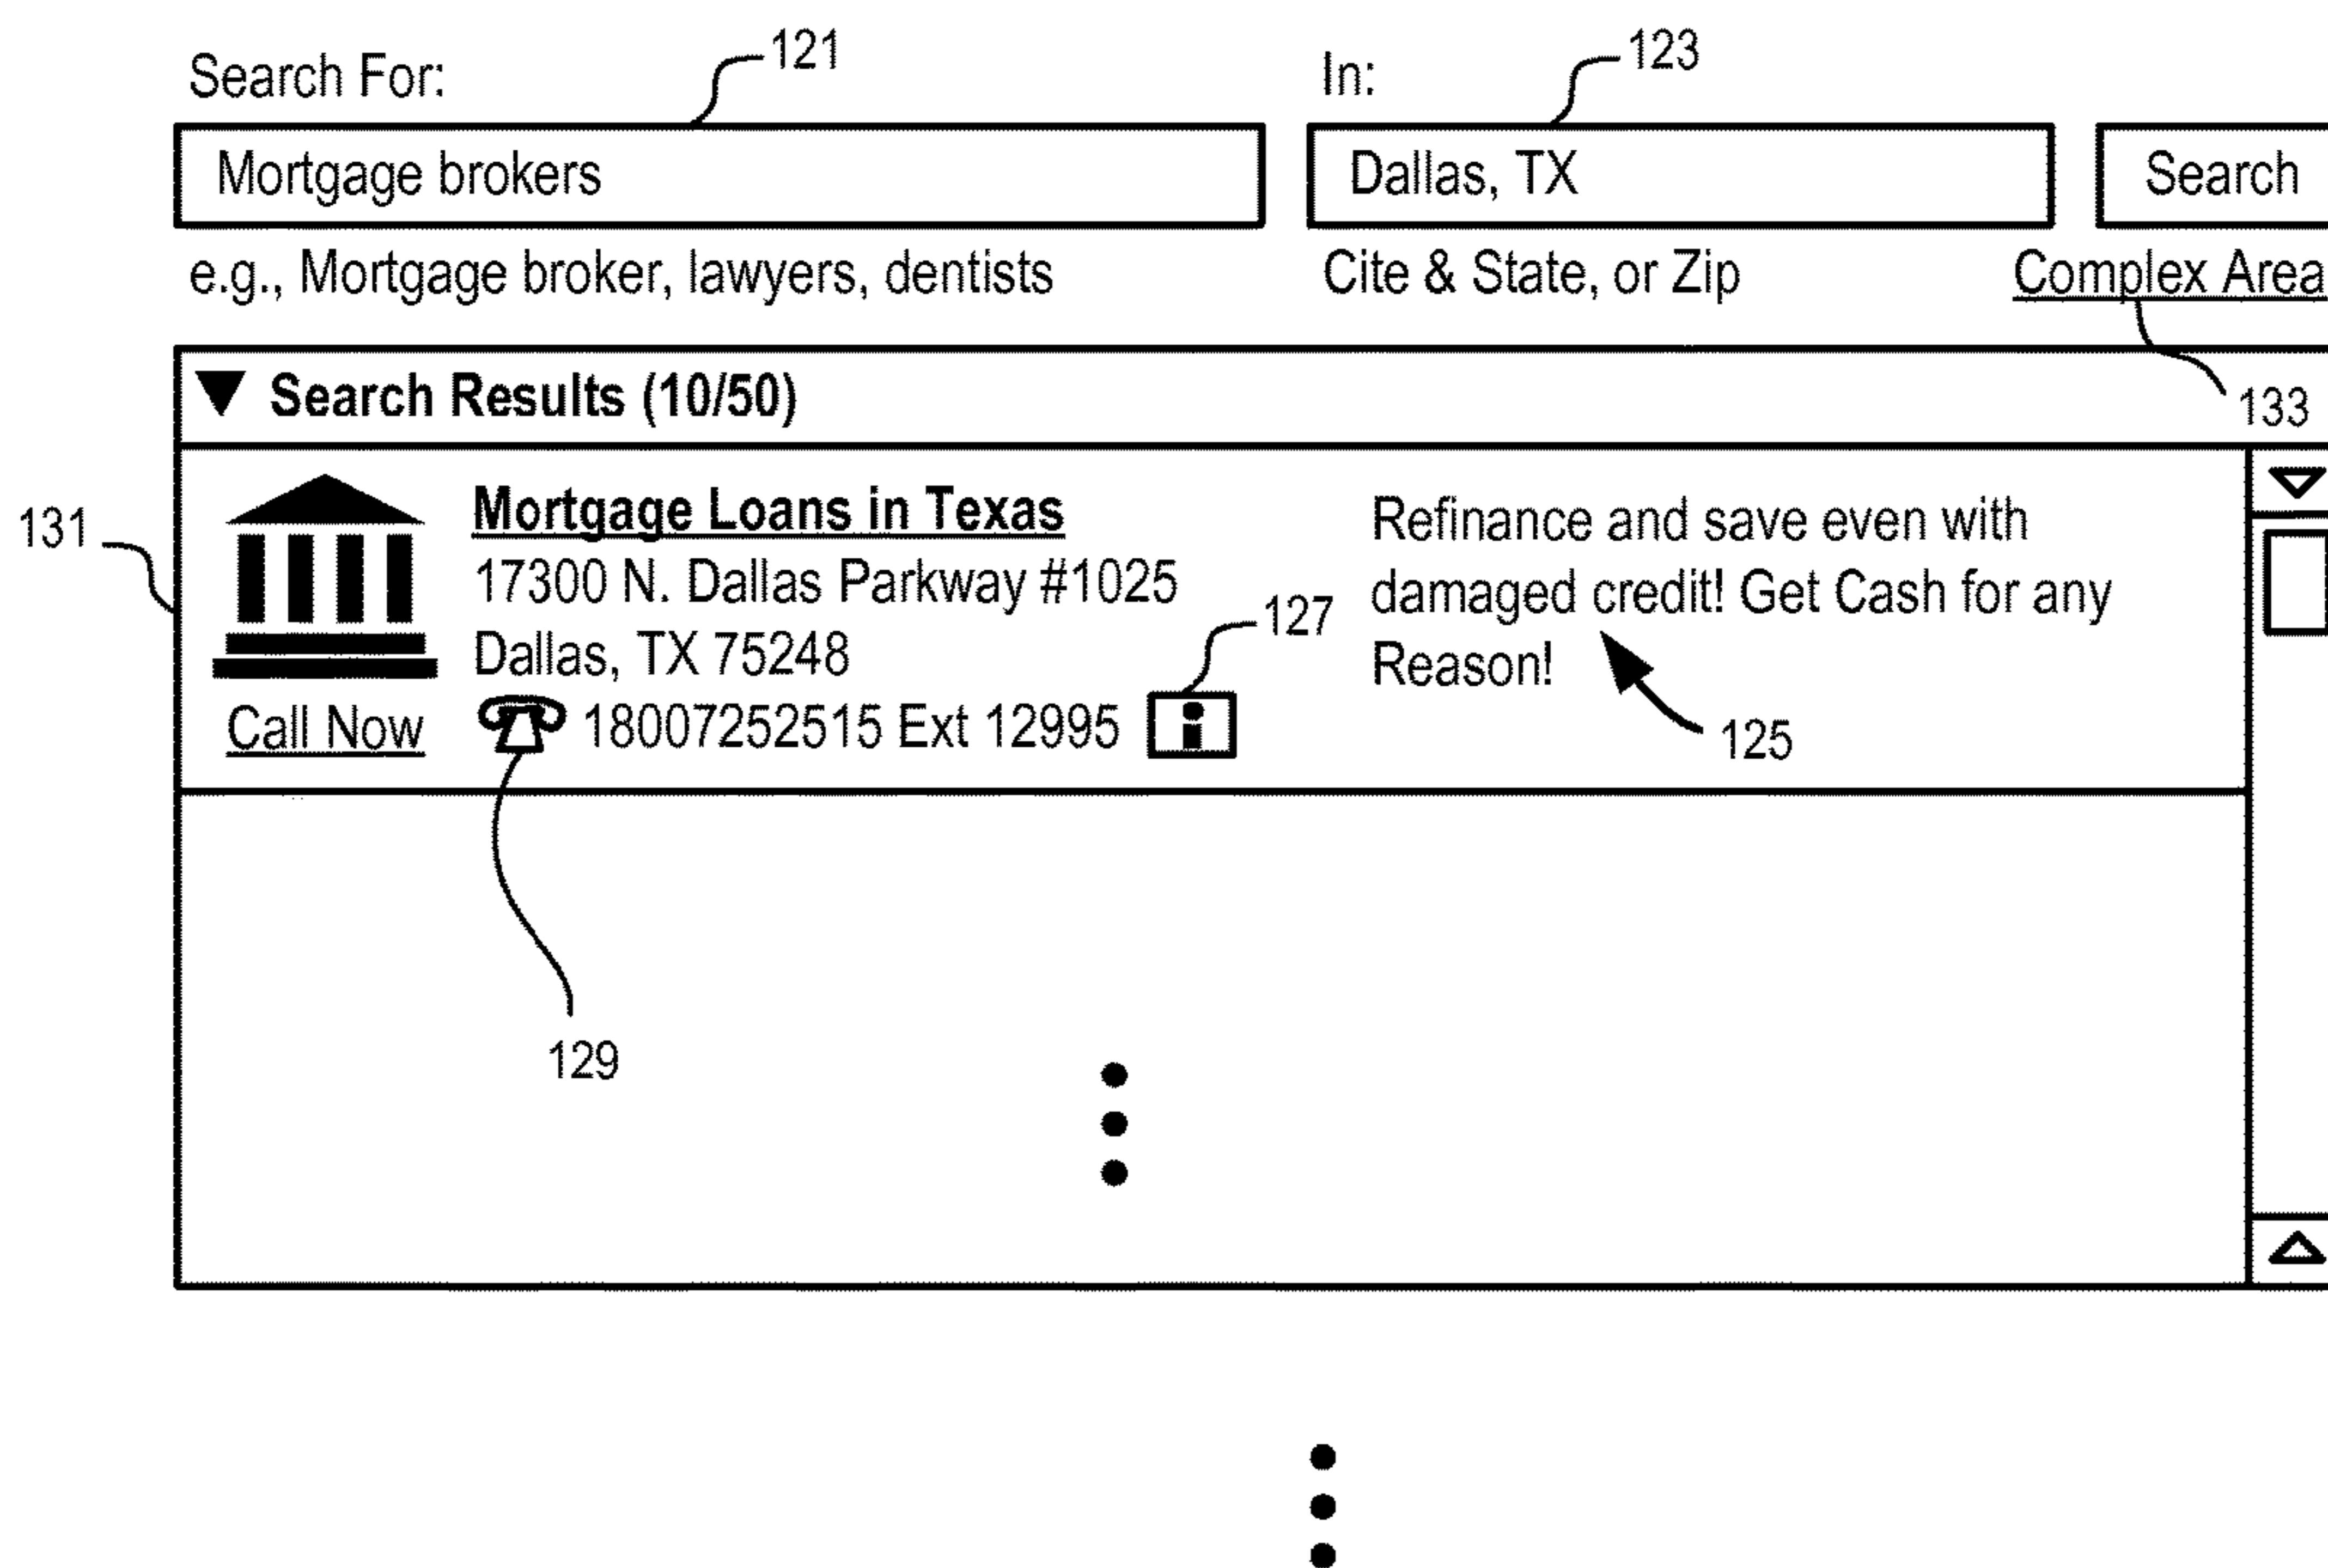 Search For:
121
In:
123
Mortgage brokers
Dallas, TX
Search
e.g., Mortgage broker, lawyers, dentists
Cite & State, or Zip
Complex Area
Search Results (10/50)
133
131
Mortgage Loans in Texas
17300 N. Dallas Parkway #1025
Dallas, TX 75248
Call Now
18007252515 Ext 12995
i
127
Refinance and save even with
damaged credit! Get Cash for any
Reason!
125
129